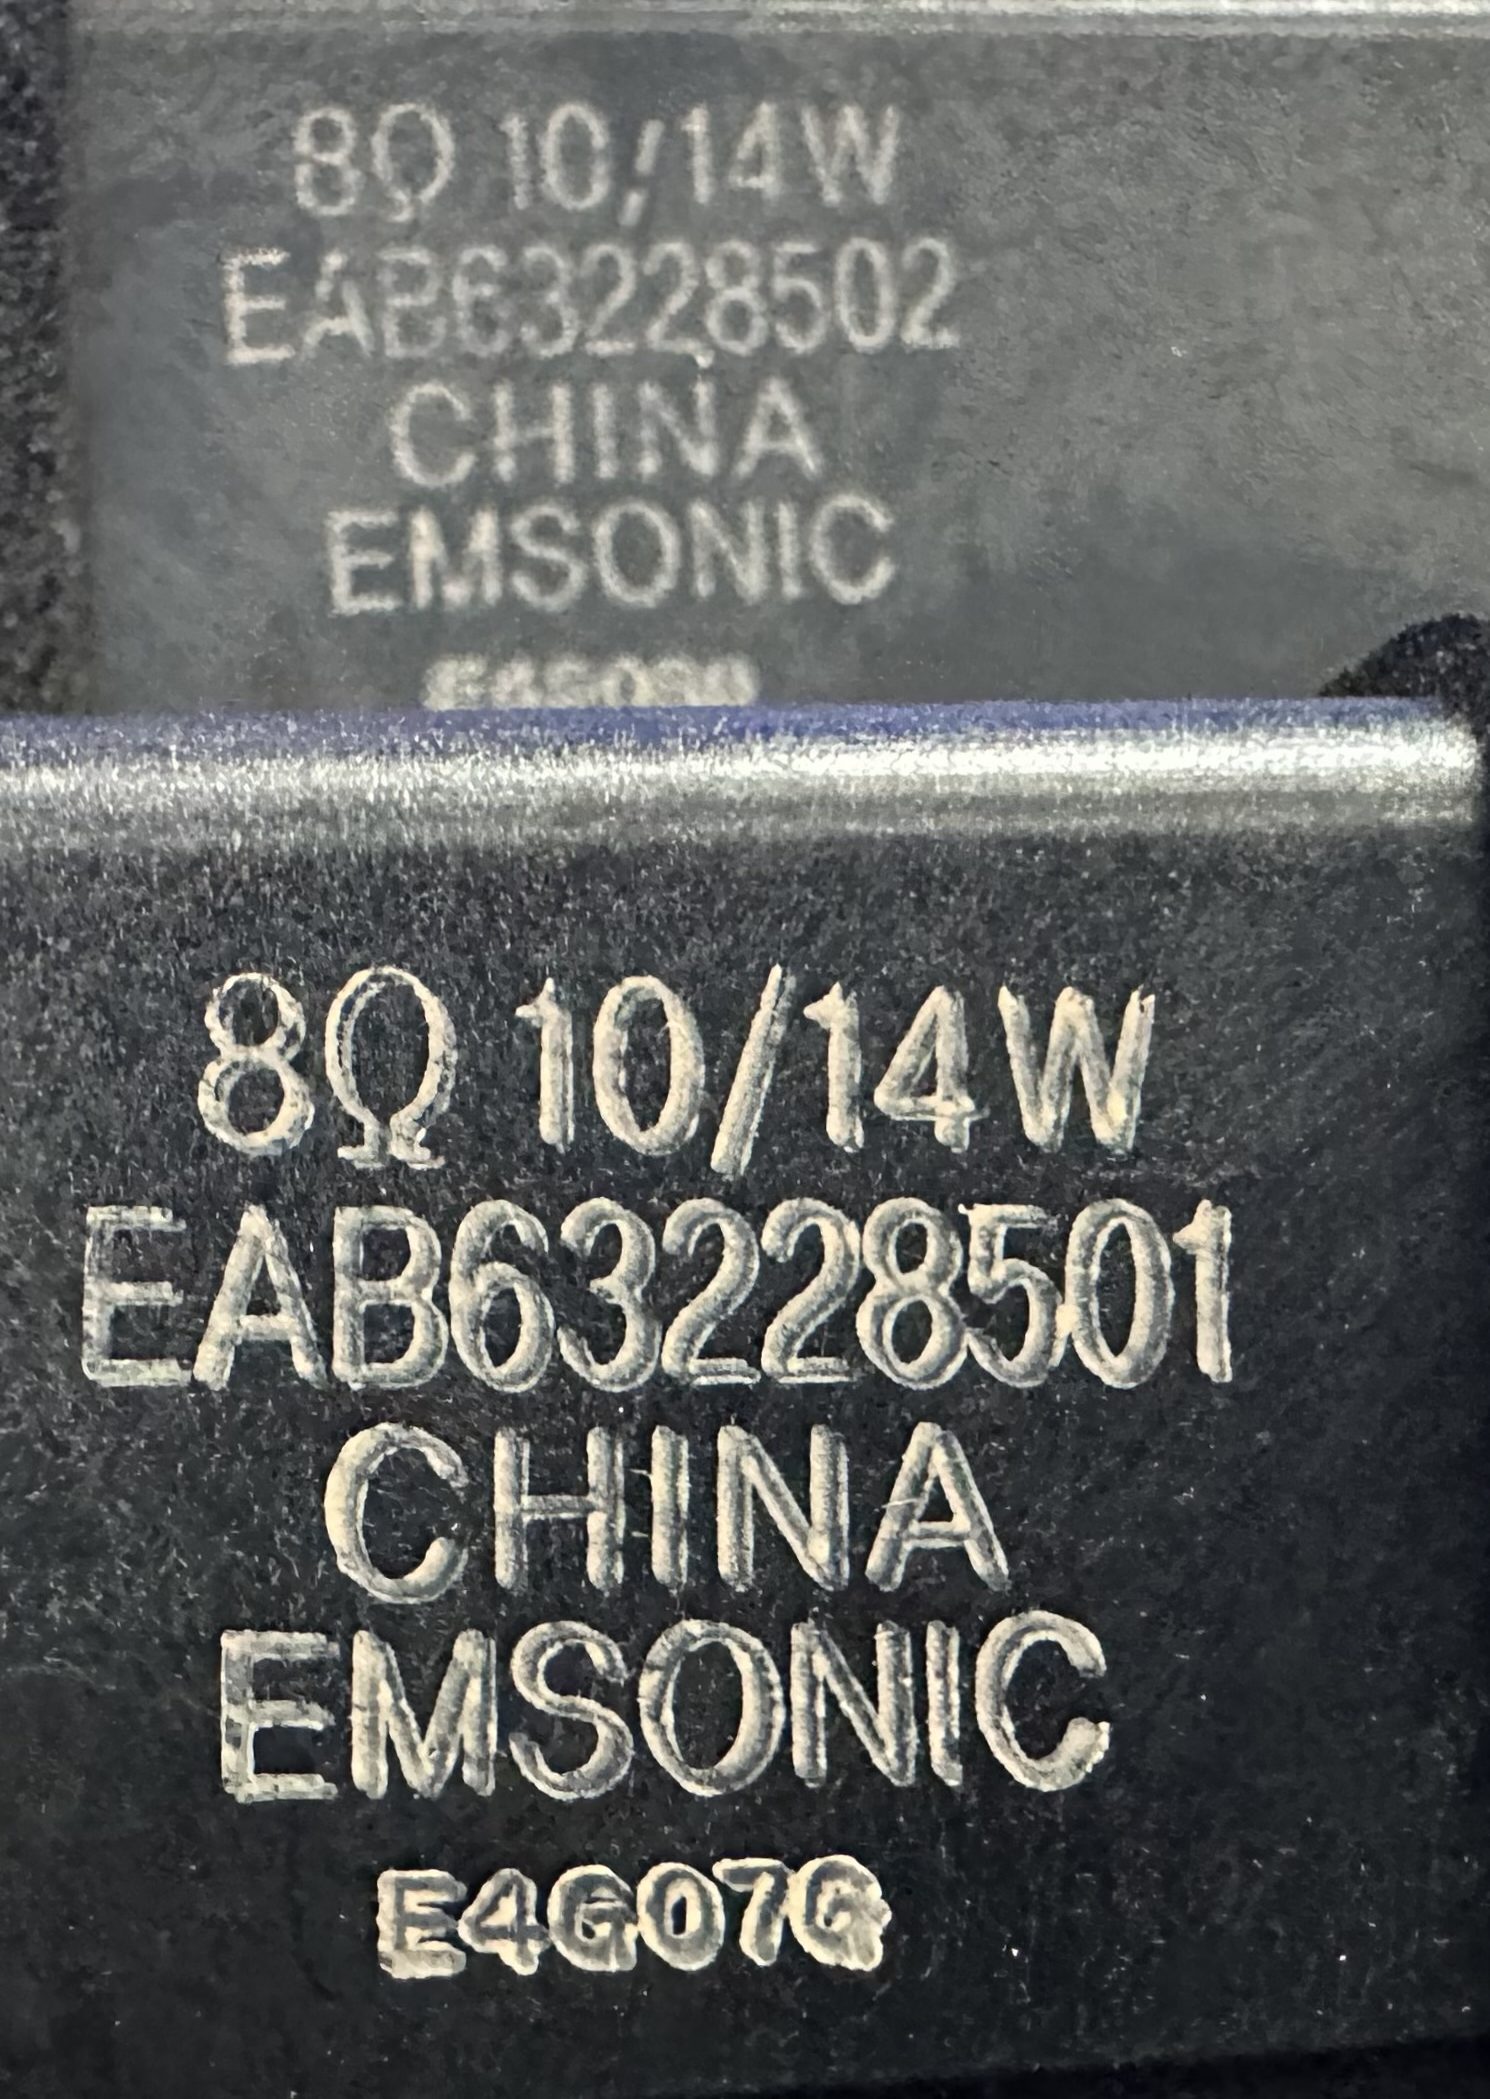 8Ω 10/14W
EAB63228502
CHINA
EMSONIC
8Ω 10/14W
EAB63228501
CHINA
EMSONIC
E4G07G